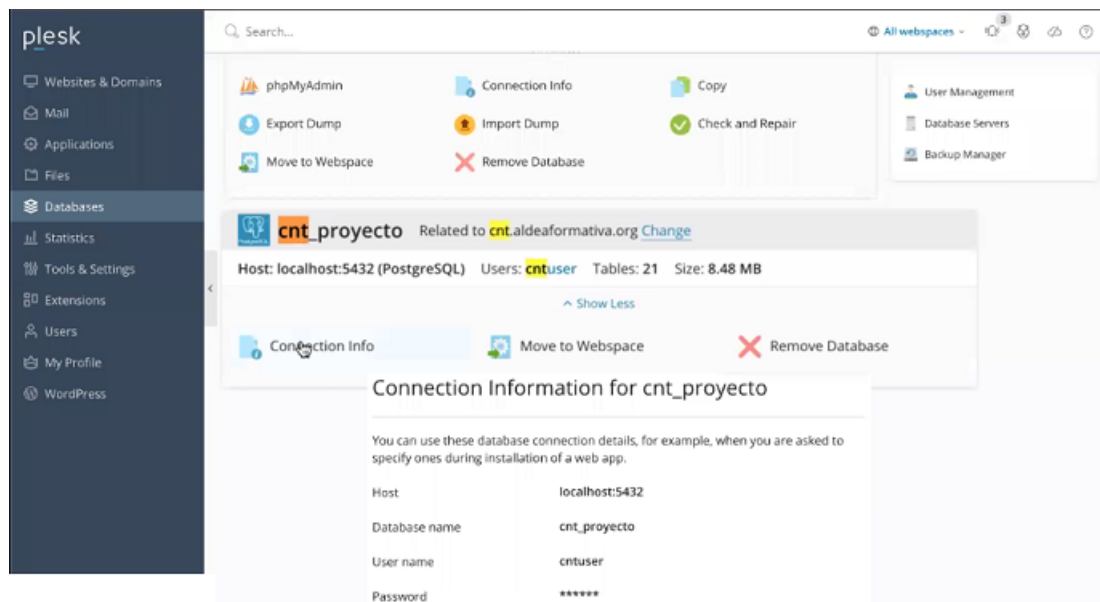 plesk
Search...
All webspaces
3
Websites & Domains
Mail
Applications
Files
Databases
Statistics
Tools & Settings
Extensions
Users
My Profile
WordPress
phpMyAdmin Connection Info Copy
Export Dump Import Dump Check and Repair
Move to Webspace Remove Database
User Management
Database Servers
Backup Manager
cnt_proyecto Related to cnt.aldeaformativa.org Change
Host: localhost:5432 (PostgreSQL) Users: cntuser Tables: 21 Size: 8.48 MB
Show Less
Connection Info Move to Webspace Remove Database
Connection Information for cnt_proyecto
You can use these database connection details, for example, when you are asked to
specify ones during installation of a web app.
Host localhost:5432
Database name cnt_proyecto
User name cntuser
Password ******